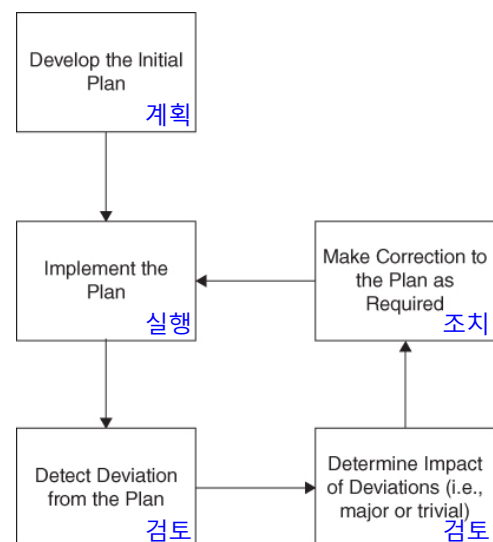 Develop the Initial
Plan
계획
Implement the
Plan
실행
Make Correction to
the Plan as
Required
조치
Detect Deviation
from the Plan
검토
Determine Impact
of Deviations (i.e.,
major or trivial)
검토